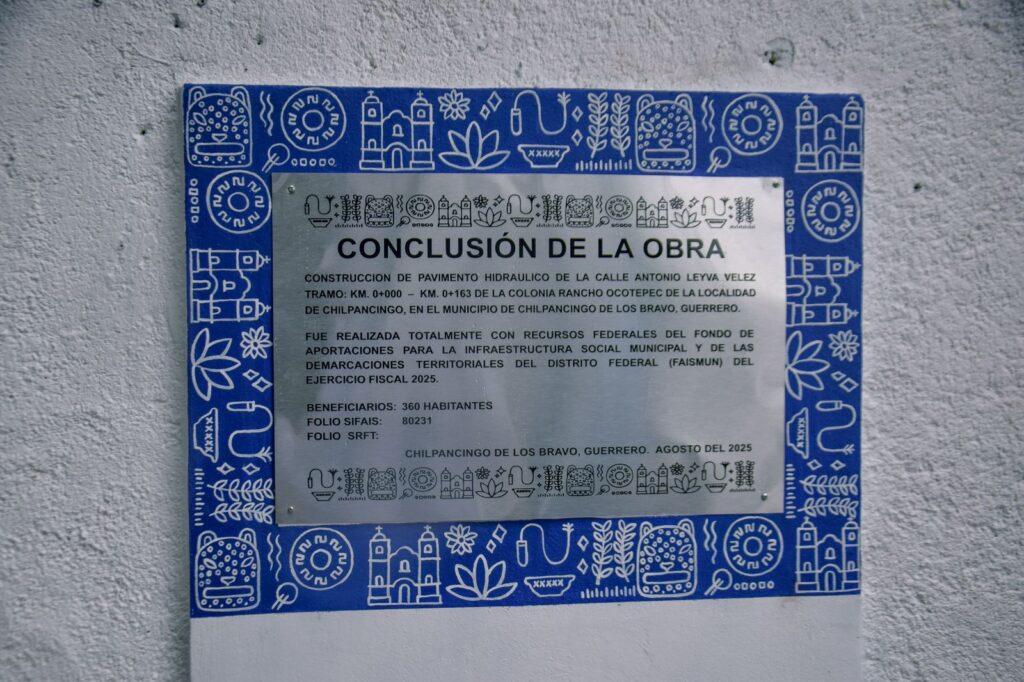 CONCLUSIÓN DE LA OBRA
CONSTRUCCION DE PAVIMENTO HIDRAULICO DE LA CALLE ANTONIO LEYVA VELEZ
TRAMO: KM. 0+000 – KM. 0+163 DE LA COLONIA RANCHO OCOTEPEC DE LA LOCALIDAD
DE CHILPANCINGO, EN EL MUNICIPIO DE CHILPANCINGO DE LOS BRAVO, GUERRERO.
FUE REALIZADA TOTALMENTE CON RECURSOS FEDERALES DEL FONDO DE
APORTACIONES PARA LA INFRAESTRUCTURA SOCIAL MUNICIPAL Y DE LAS
DEMARCACIONES TERRITORIALES DEL DISTRITO FEDERAL (FAISMUN) DEL
EJERCICIO FISCAL 2025.
BENEFICIARIOS: 360 HABITANTES
FOLIO SIFAIS: 80231
FOLIO SRFT:
CHILPANCINGO DE LOS BRAVO, GUERRERO. AGOSTO DEL 2025